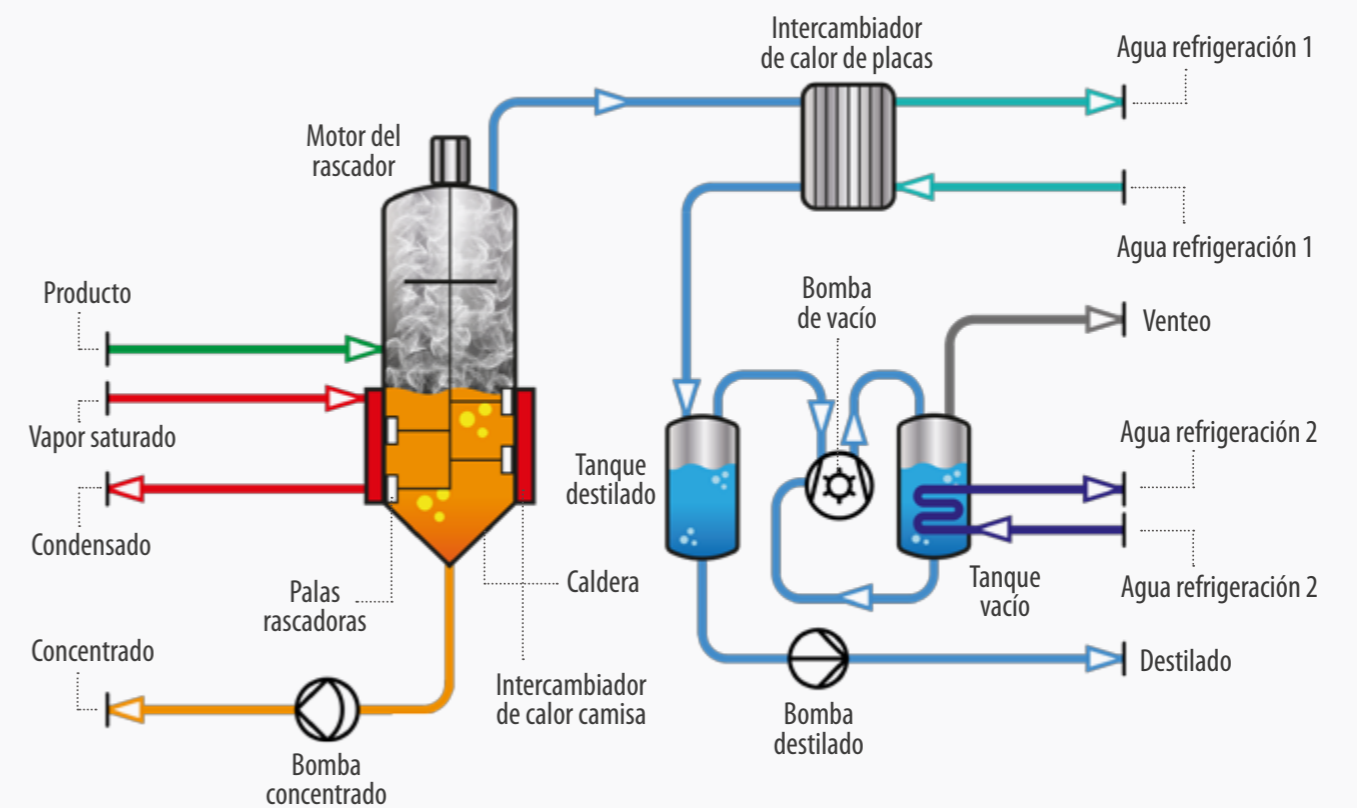 Intercambiador
de calor de placas
Agua refrigeración 1
Motor del
rascador
Agua refrigeración 1
Producto
Bomba
de vacío
Venteo
Vapor saturado
Agua refrigeración 2
Tanque
destilado
Condensado
Caldera
Tanque
vacío
Agua refrigeración 2
Palas
rascadoras
Concentrado
Destilado
Intercambiador
de calor camisa
Bomba
destilado
Bomba
concentrado